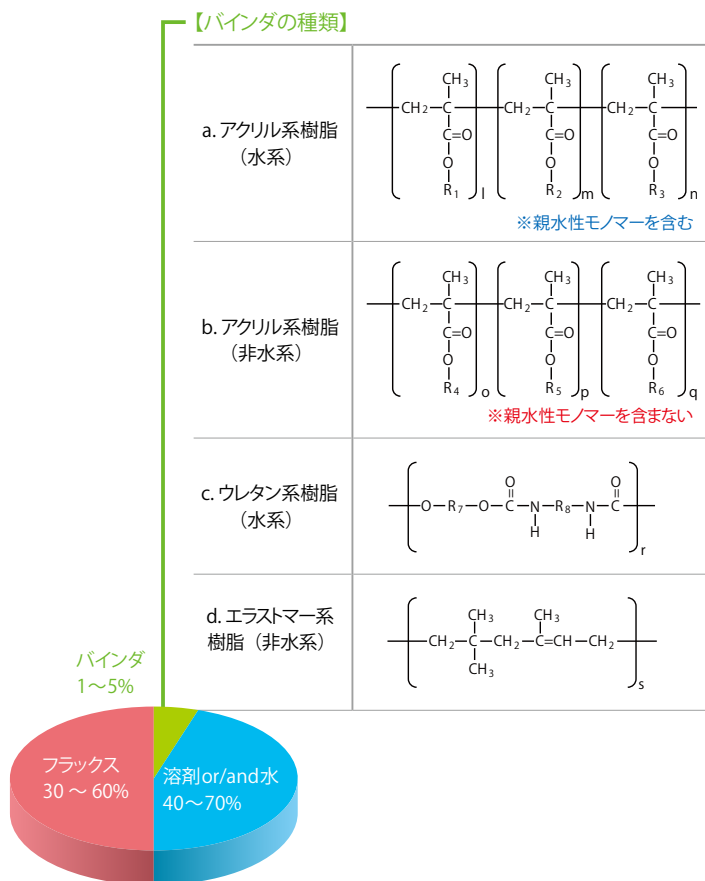 【バインダの種類】
a. アクリル系樹脂
（水系）
CH3 CH3 CH3
CH2 C CH2 C CH2 C
C=O C=O C=O
O O O
R1 l R2 m R3 n
※親水性モノマーを含む
b. アクリル系樹脂
（非水系）
CH3 CH3 CH3
CH2 C CH2 C CH2 C
C=O C=O C=O
O O O
R4 o R5 p R6 q
※親水性モノマーを含まない
c. ウレタン系樹脂
（水系）
O O
O－R7－O－C－N－R8－N－C
H H
r
d. エラストマー系
樹脂（非水系）
CH3 CH3
CH2－C－CH2－C=CH－CH2
CH3
s
バインダ
1～5%
フラックス
30 ～ 60%
溶剤or/and水
40～70%